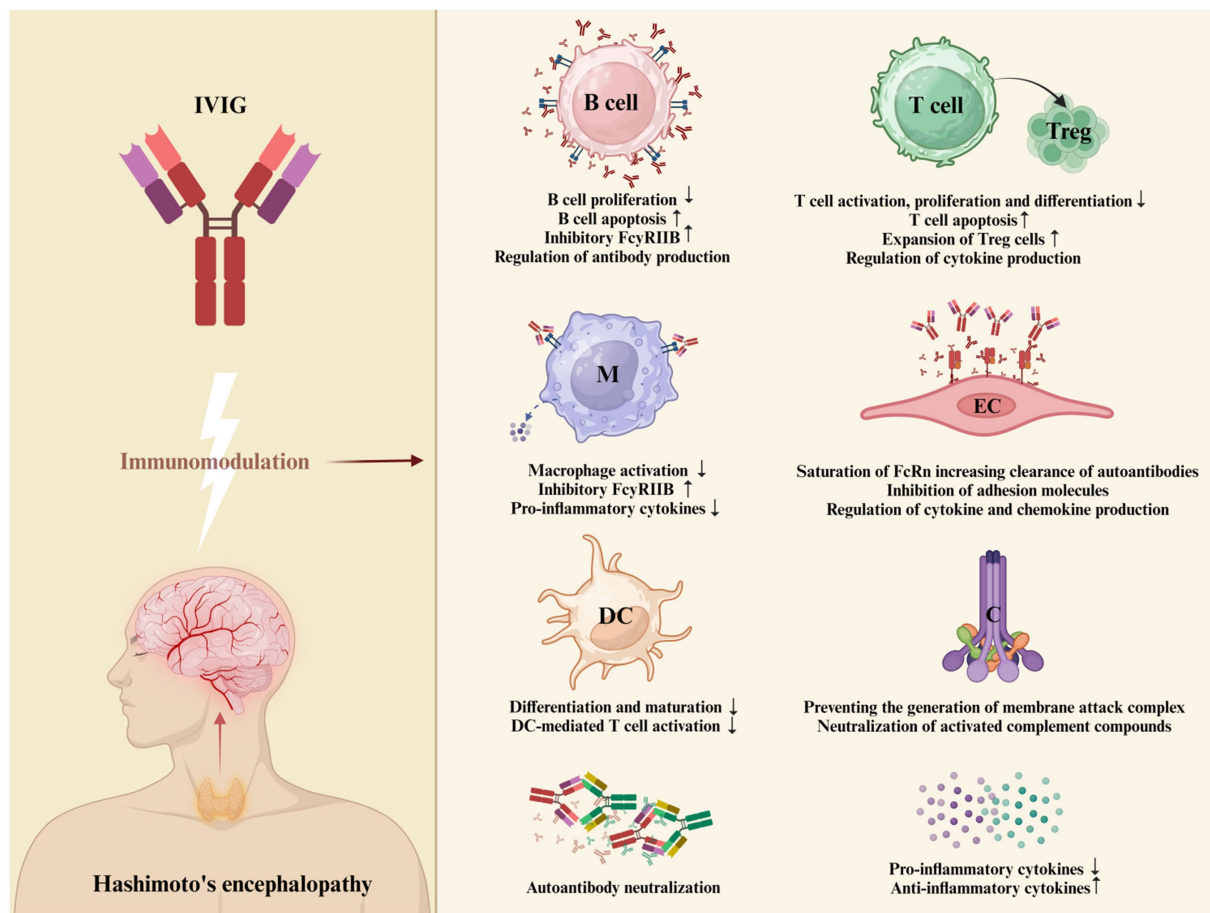 IVIG
Immunomodulation
Hashimoto's encephalopathy
B cell
B cell proliferation ↓
B cell apoptosis ↑
Inhibitory FcyRIIB ↑
Regulation of antibody production
T cell
Treg
T cell activation, proliferation and differentiation ↓
T cell apoptosis ↑
Expansion of Treg cells ↑
Regulation of cytokine production
M
Macrophage activation ↓
Inhibitory FcyRIIB ↑
Pro-inflammatory cytokines ↓
EC
Saturation of FcRn increasing clearance of autoantibodies
Inhibition of adhesion molecules
Regulation of cytokine and chemokine production
DC
Differentiation and maturation ↓
DC-mediated T cell activation ↓
C
Preventing the generation of membrane attack complex
Neutralization of activated complement compounds
Autoantibody neutralization
Pro-inflammatory cytokines ↓
Anti-inflammatory cytokines ↑